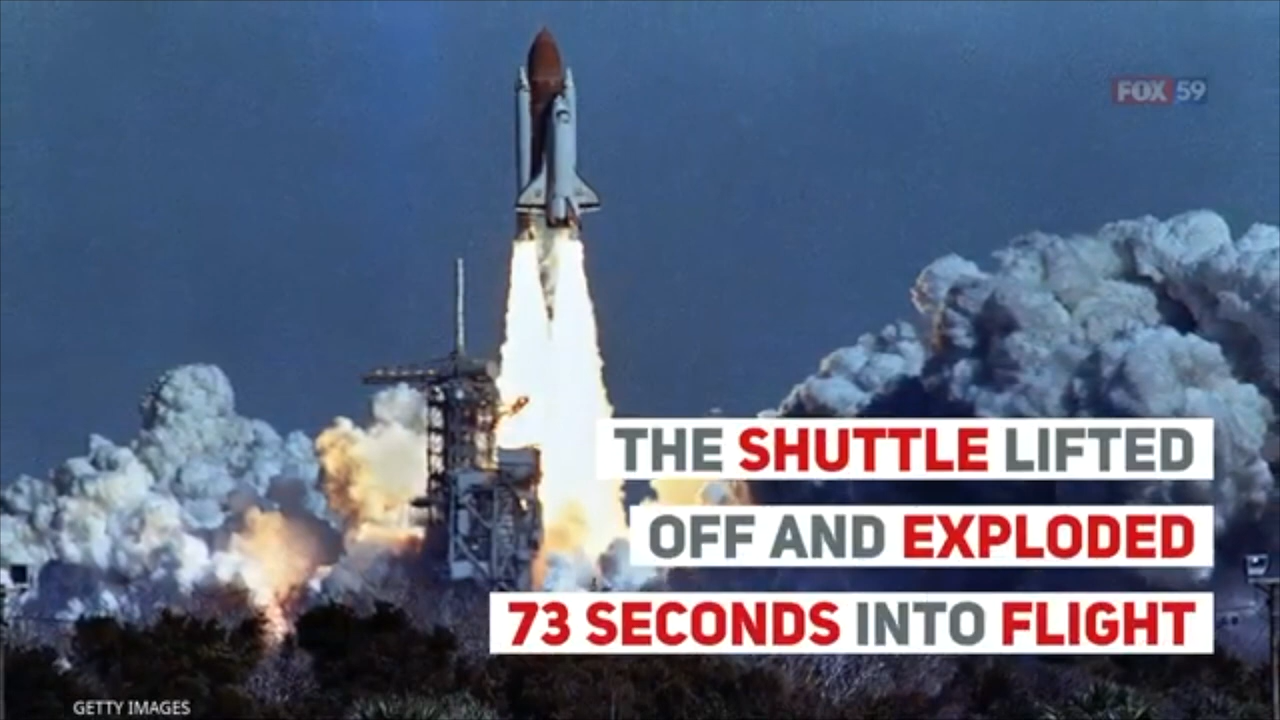 FOX 59
THE SHUTTLE LIFTED
OFF AND EXPLODED
73 SECONDS INTO FLIGHT
GETTY IMAGES